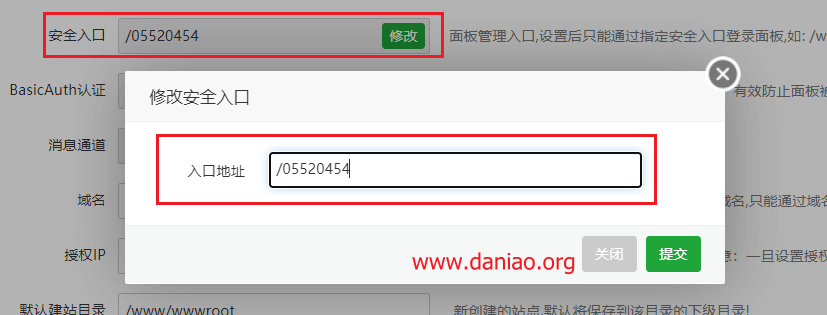 安全入口 /05520454 修改 面板管理入口,设置后只能通过指定安全入口登录面板,如: /w
BasicAuth认证 有效防止面板被
修改安全入口
消息通道
入口地址 /05520454
域名 只能通过域名
授权IP 一旦设置授权
关闭 提交
www.daniao.org
默认建站目录 /www/wwwroot 新创建的站点,默认将保存到该目录的下级目录!